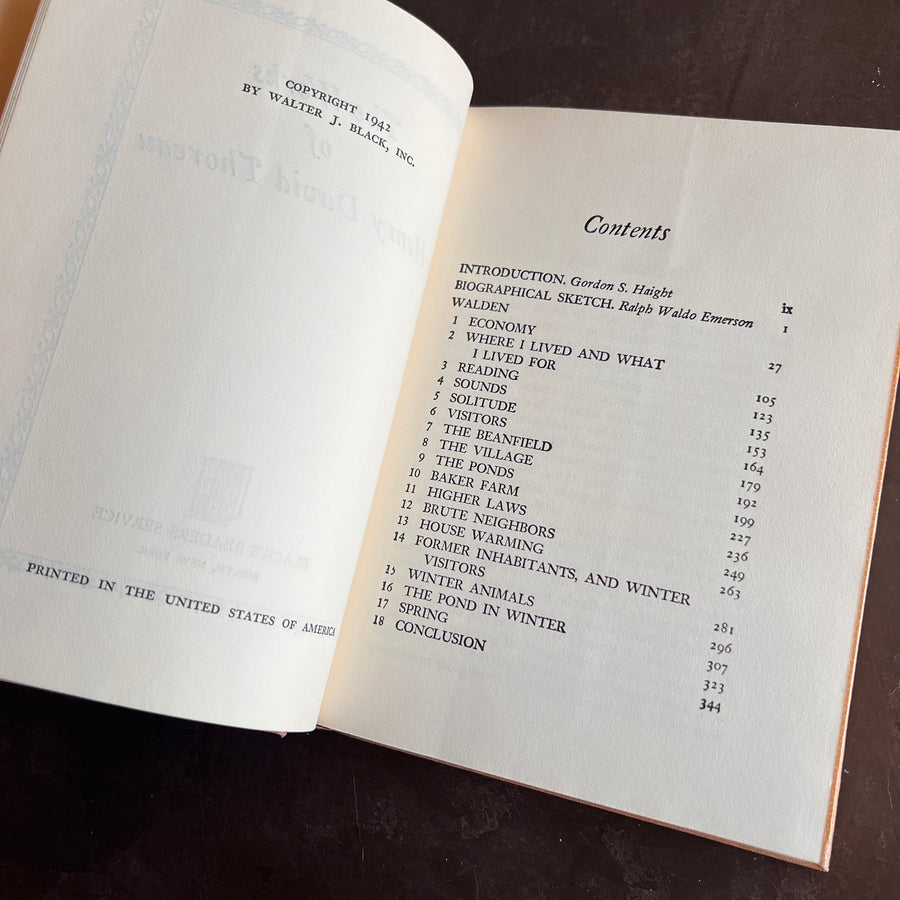 COPYRIGHT 1942
BY WALTER J. BLACK, INC.
PRINTED IN THE UNITED STATES OF AMERICA
Contents
INTRODUCTION. Gordon S. Haight ix
BIOGRAPHICAL SKETCH. Ralph Waldo Emerson 1
WALDEN
1 ECONOMY 27
2 WHERE I LIVED AND WHAT
I LIVED FOR 105
3 READING 123
4 SOUNDS 135
5 SOLITUDE 153
6 VISITORS 164
7 THE BEANFIELD 179
8 THE VILLAGE 192
9 THE PONDS 199
10 BAKER FARM 227
11 HIGHER LAWS 236
12 BRUTE NEIGHBORS 249
13 HOUSE WARMING 263
14 FORMER INHABITANTS, AND WINTER
VISITORS 281
15 WINTER ANIMALS 296
16 THE POND IN WINTER 307
17 SPRING 323
18 CONCLUSION 344